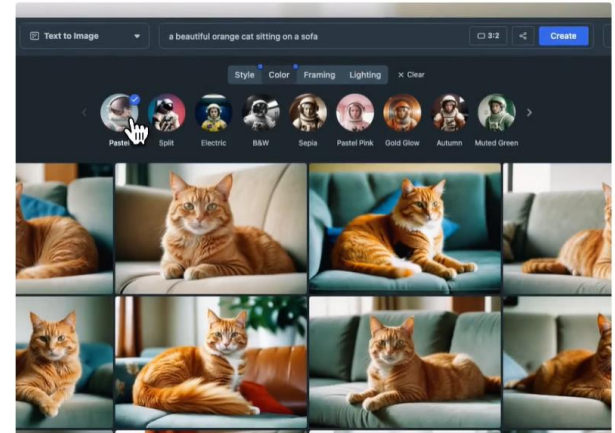 Text to Image
a beautiful orange cat sitting on a sofa
3:2
Create
Style Color Framing Lighting × Clear
Pastel Split Electric B&W Sepia Pastel Pink Gold Glow Autumn Muted Green